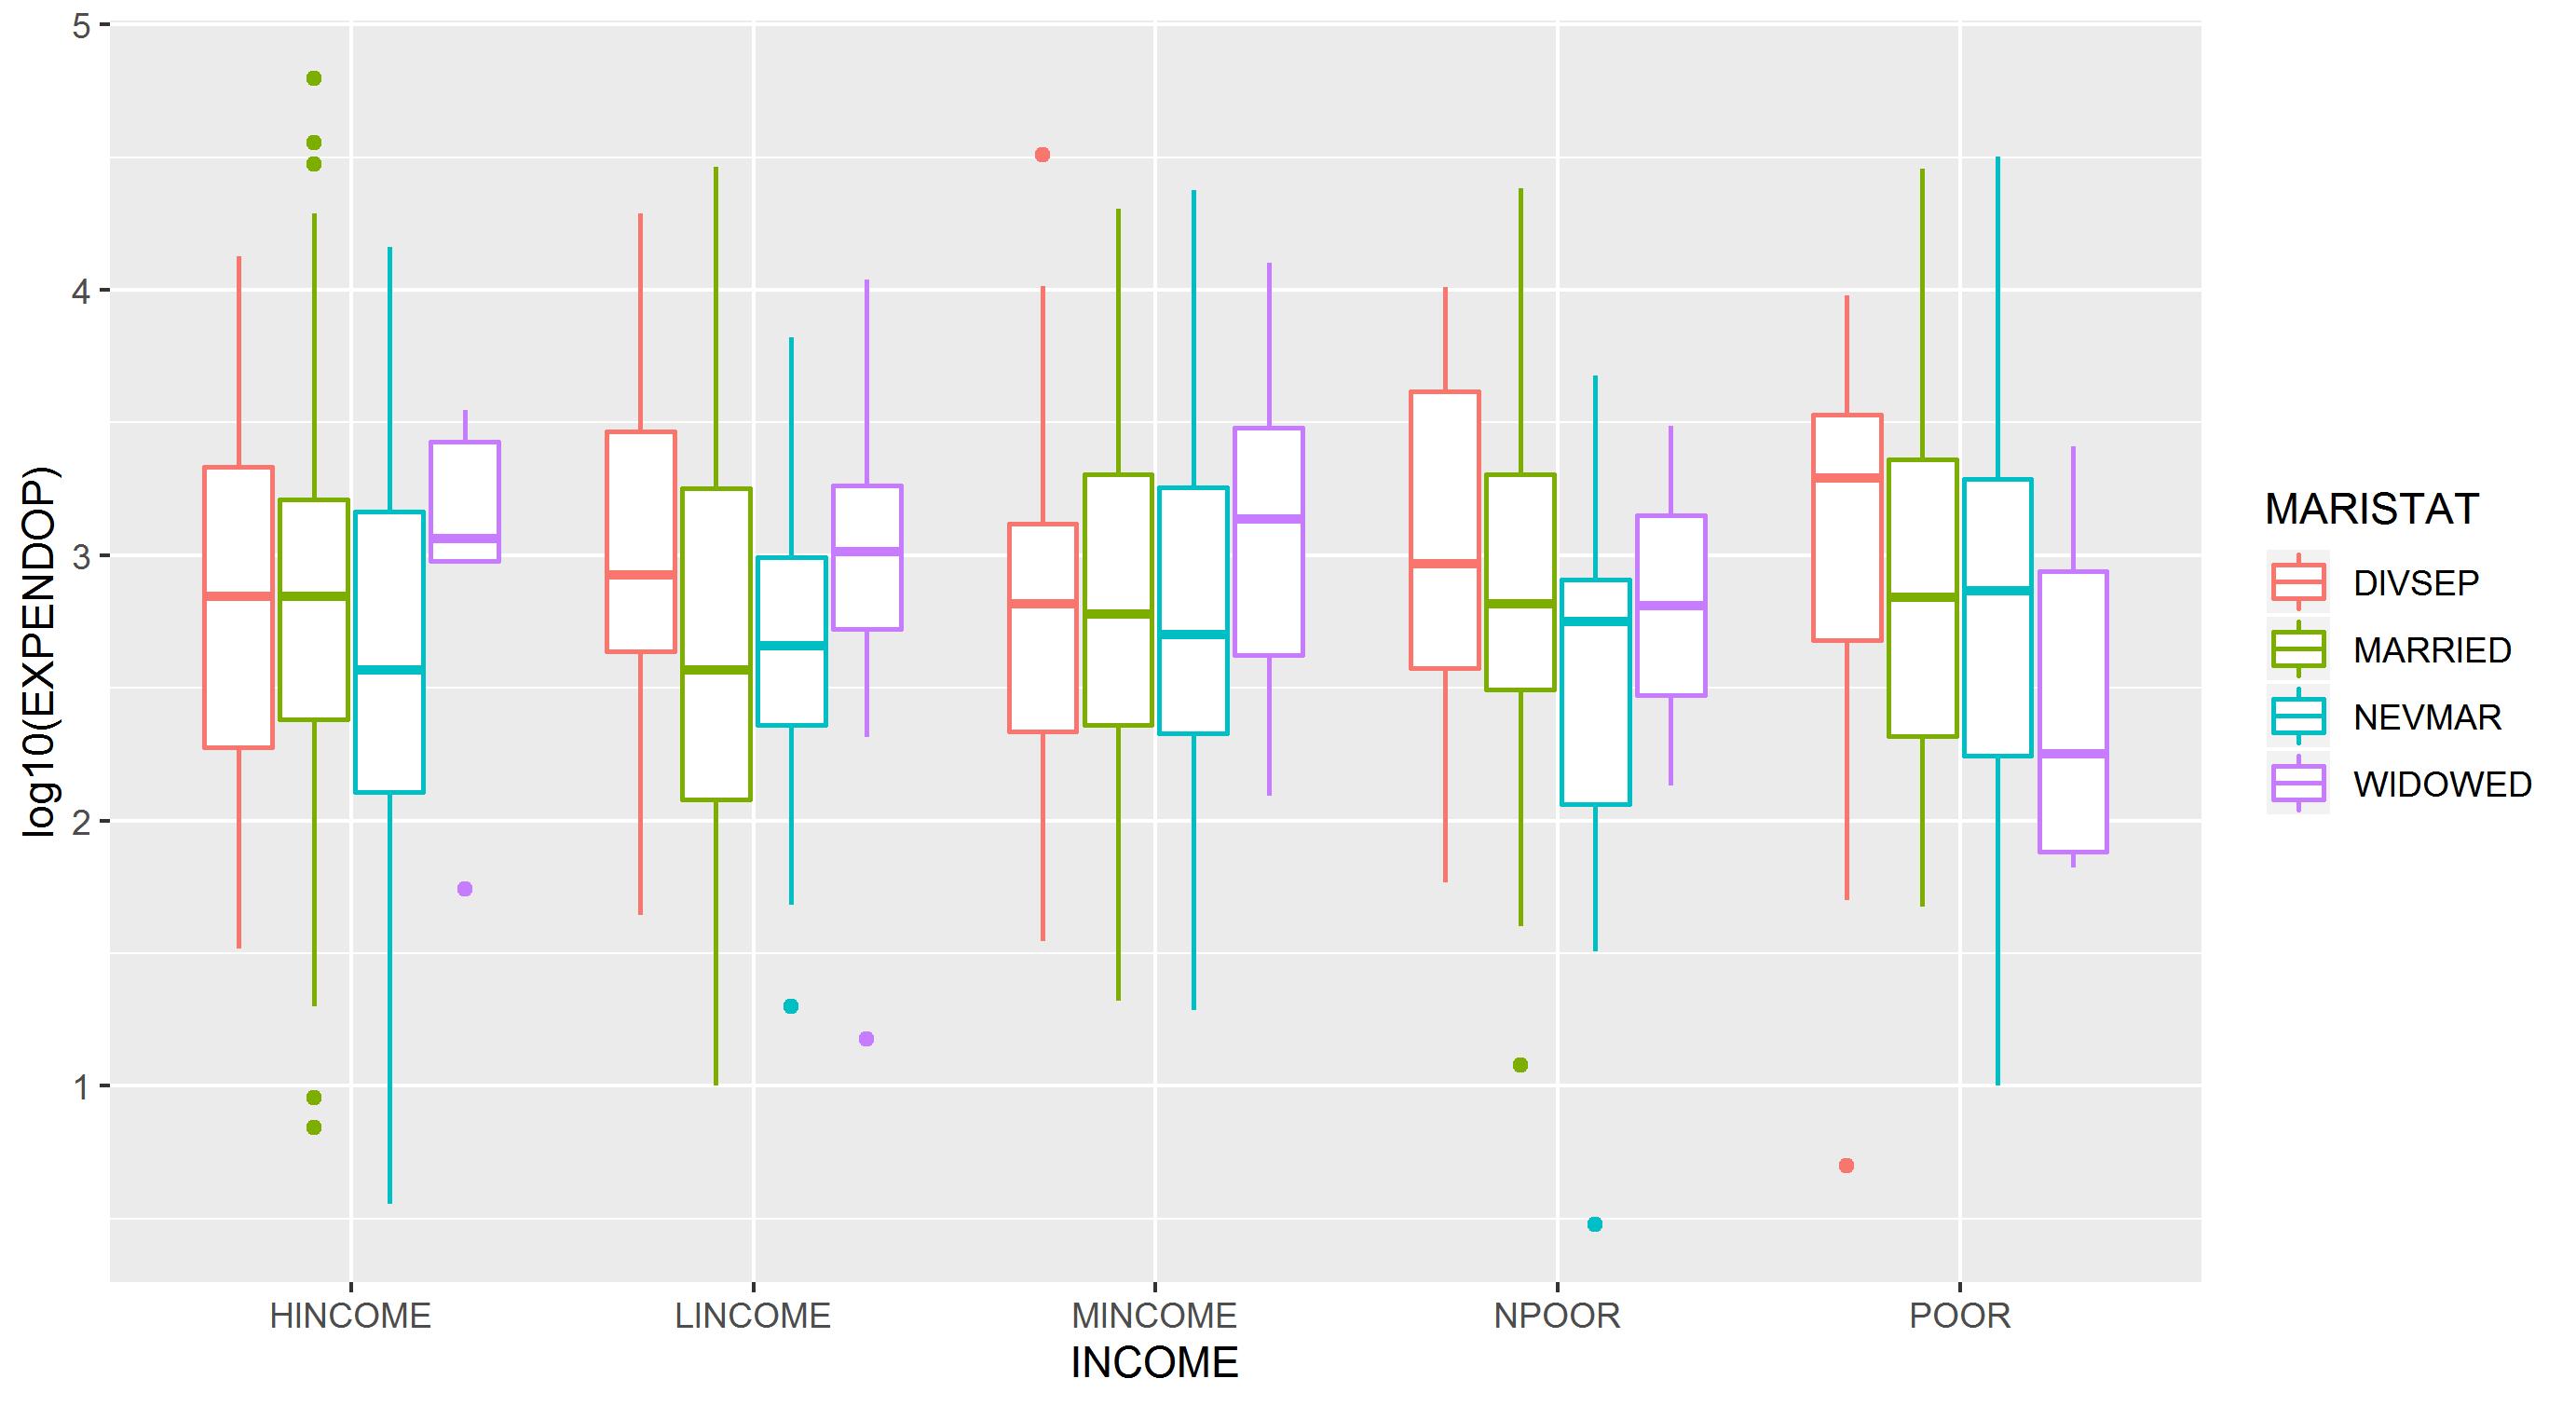 log10(EXPENDOP)
5
4
3
2
1
HINCOME
LINCOME
MINCOME
NPOOR
POOR
INCOME
MARISTAT
DIVSEP
MARRIED
NEVMAR
WIDOWED